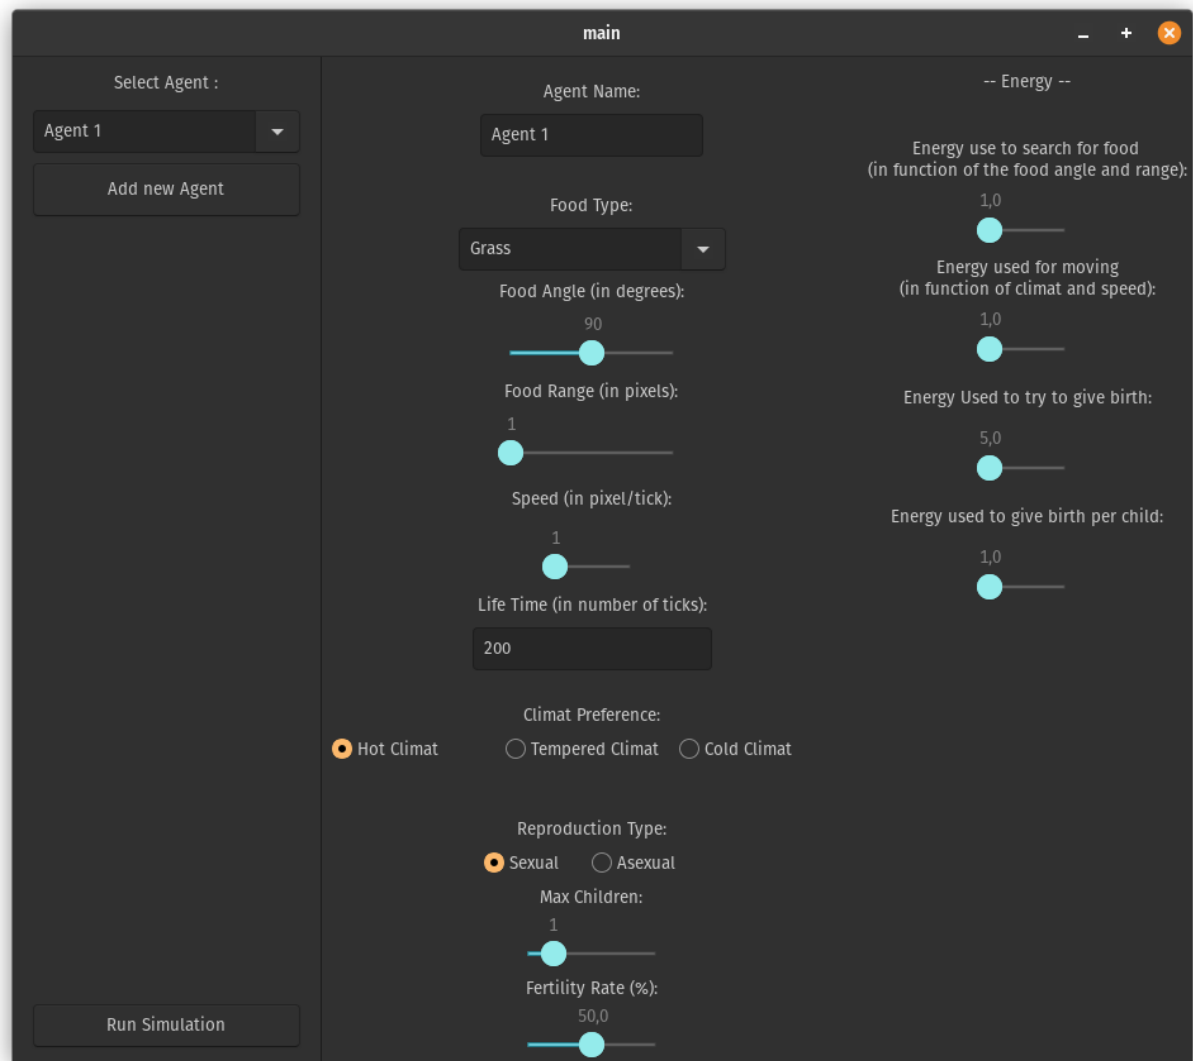 main
Select Agent :
Agent 1
Add new Agent
Run Simulation
Agent Name:
Agent 1
Food Type:
Grass
Food Angle (in degrees):
90
Food Range (in pixels):
1
Speed (in pixel/tick):
1
Life Time (in number of ticks):
200
Climat Preference:
Hot Climat Tempered Climat Cold Climat
Reproduction Type:
Sexual Asexual
Max Children:
1
Fertility Rate (%):
50,0
-- Energy --
Energy use to search for food
(in function of the food angle and range):
1,0
Energy used for moving
(in function of climat and speed):
1,0
Energy Used to try to give birth:
5,0
Energy used to give birth per child:
1,0